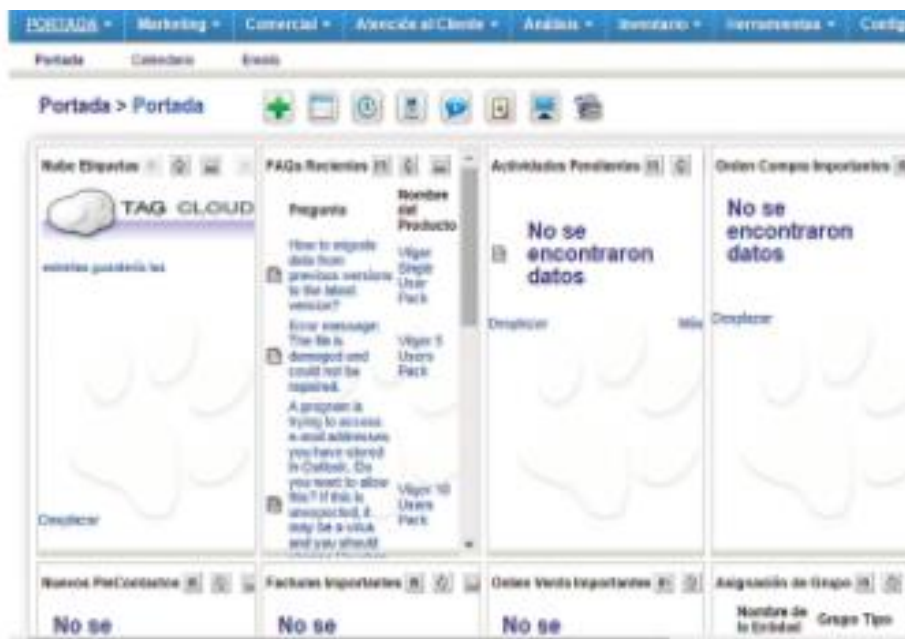 PORTADA Marketing Comercial Atención al Cliente Análisis Inventario Herramientas Config
Portada Calendario Emails
Portada > Portada
Nube Etiquetas
TAG CLOUD
Desplazar
FAQs Recientes
Pregunta
Nombre
del
Producto
How to migrate
data from
previous versions
to the latest
version?
Vtiger
Single
User
Pack
Error message:
The file is
damaged and
could not be
repaired.
Vtiger 5
Users
Pack
A program is
trying to access
e-mail addresses
you have stored
in Outlook. Do
you want to allow
this? If this is
unexpected, it
may be a virus
and you should
Vtiger 10
Users
Pack
Actividades Pendientes
No se
encontraron
datos
Desplazar Más
Orden Compra Importantes
No se
encontraron
datos
Desplazar
Nuevos PreContactos
No se
Facturas Importantes
No se
Orden Venta Importantes
No se
Asignación de Grupo
Nombre de
la Entidad
Grupo Tipo